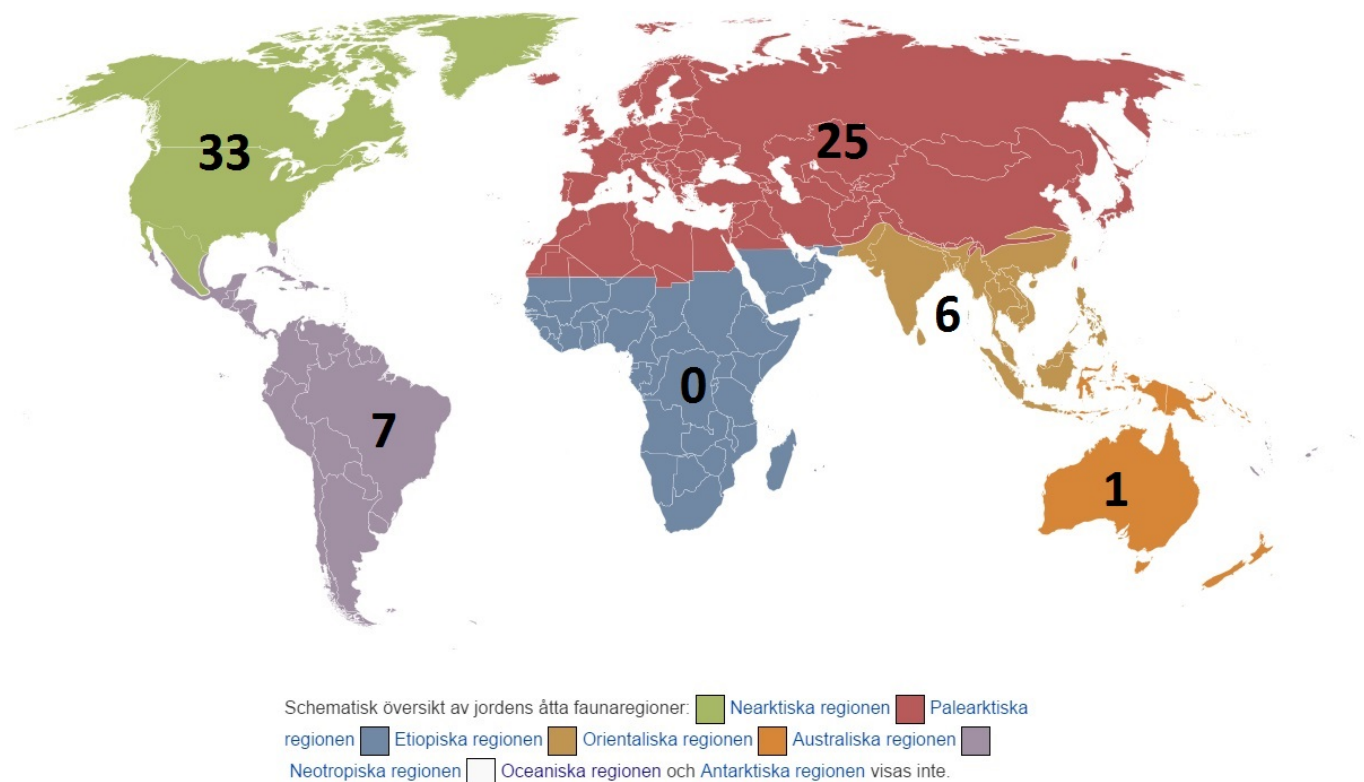 33
25
6
0
7
1
Schematisk översikt av jordens åtta faunaregioner: Nearktiska regionen Palearktiska
regionen Etiopiska regionen Orientaliska regionen Australiska regionen
Neotropiska regionen Oceaniska regionen och Antarktiska regionen visas inte.